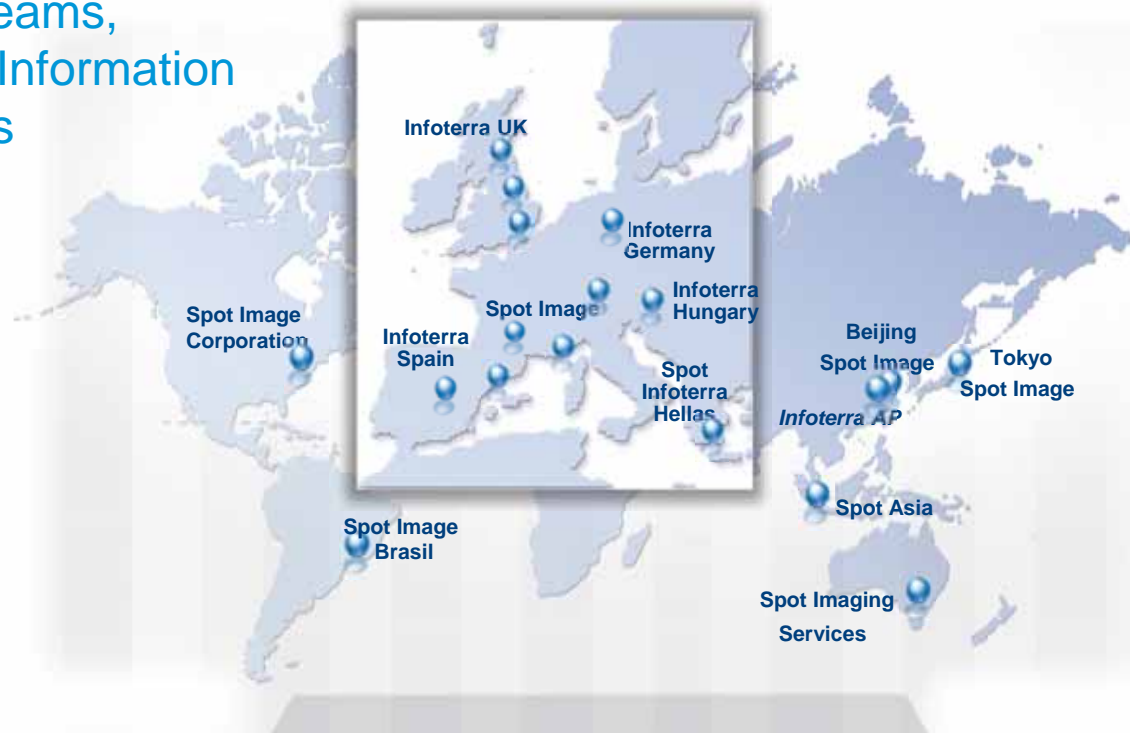 eams,
Information
s
Infoterra UK
Infoterra
Germany
Infoterra
Hungary
Spot Image
Spot Image
Corporation
Infoterra
Spain
Spot
Infoterra
Hellas
Beijing
Spot Image
Tokyo
Spot Image
Infoterra AP
Spot Asia
Spot Image
Brasil
Spot Imaging
Services